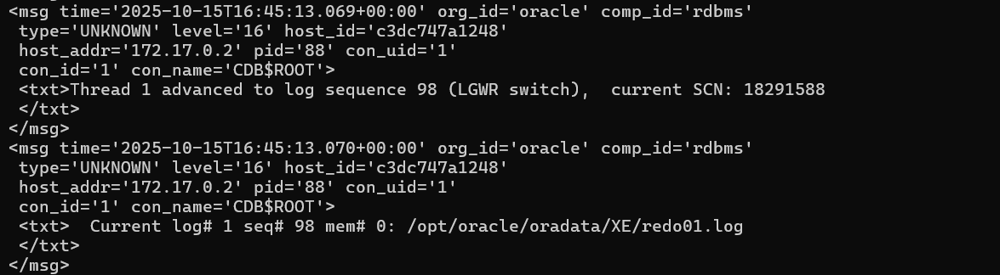 <msg time='2025-10-15T16:45:13.069+00:00' org_id='oracle' comp_id='rdbms'
 type='UNKNOWN' level='16' host_id='c3dc747a1248'
 host_addr='172.17.0.2' pid='88' con_uid='1'
 con_id='1' con_name='CDB$ROOT'>
 <txt>Thread 1 advanced to log sequence 98 (LGWR switch),  current SCN: 18291588
 </txt>
</msg>
<msg time='2025-10-15T16:45:13.070+00:00' org_id='oracle' comp_id='rdbms'
 type='UNKNOWN' level='16' host_id='c3dc747a1248'
 host_addr='172.17.0.2' pid='88' con_uid='1'
 con_id='1' con_name='CDB$ROOT'>
 <txt>  Current log# 1 seq# 98 mem# 0: /opt/oracle/oradata/XE/redo01.log
 </txt>
</msg>